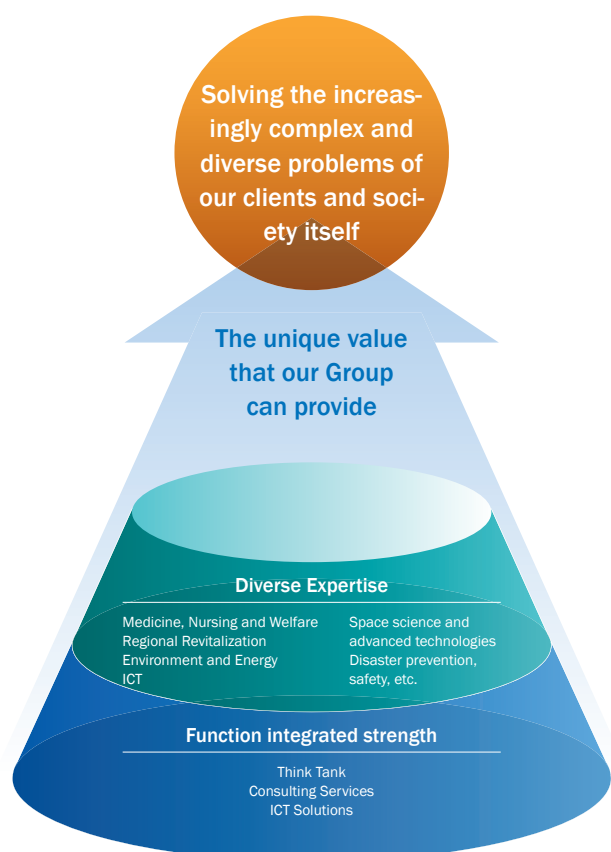 Solving the increas-
ingly complex and
diverse problems of
our clients and soci-
ety itself
The unique value
that our Group
can provide
Diverse Expertise
Medicine, Nursing and Welfare
Regional Revitalization
Environment and Energy
ICT
Space science and
advanced technologies
Disaster prevention,
safety, etc.
Function integrated strength
Think Tank
Consulting Services
ICT Solutions